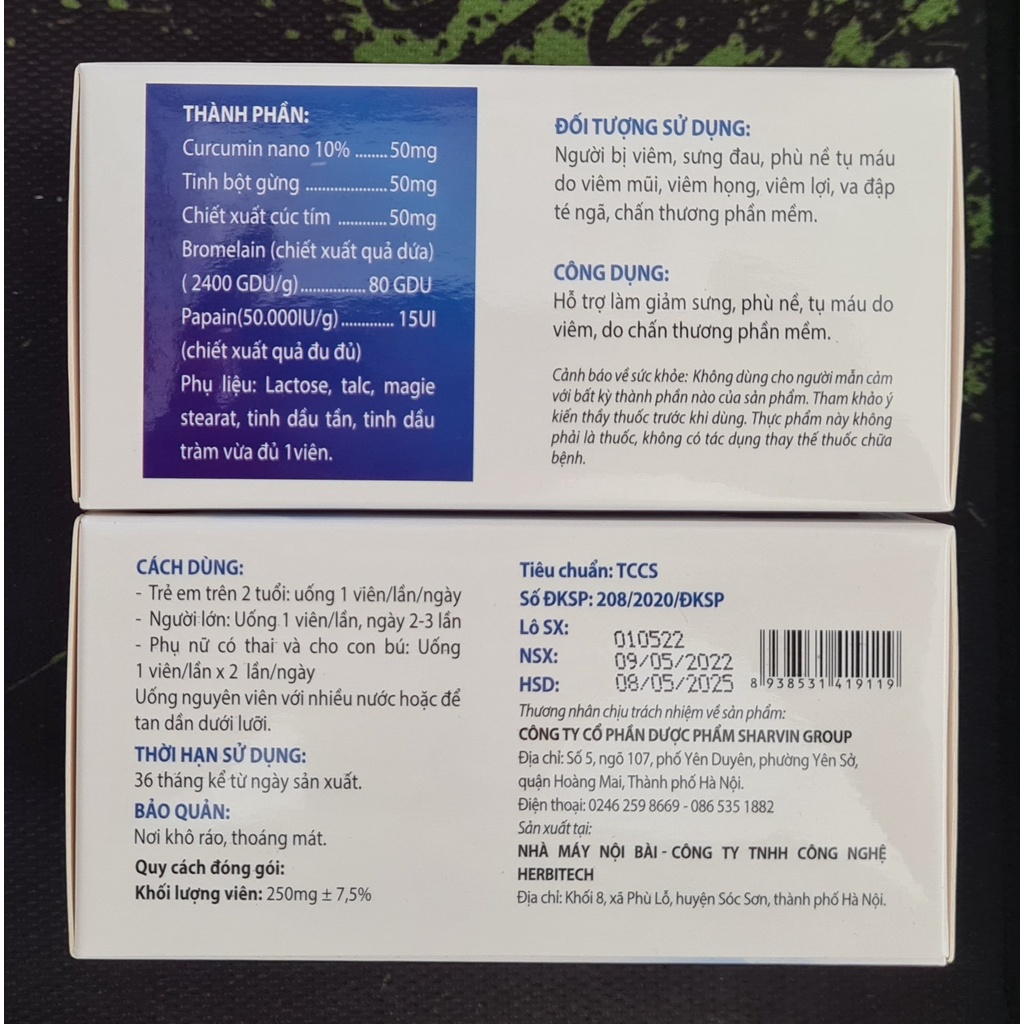 THÀNH PHẦN:
Curcumin nano 10% ........50mg
Tinh bột gừng ....................50mg
Chiết xuất cúc tím ............50mg
Bromelain (chiết xuất quả dứa)
( 2400 GDU/g)................ 80 GDU
Papain(50.000IU/g)............. 15UI
(chiết xuất quả đu đủ)
Phụ liệu: Lactose, talc, magie
stearat, tinh dầu tần, tinh dầu
tràm vừa đủ 1viên.
ĐỐI TƯỢNG SỬ DỤNG:
Người bị viêm, sưng đau, phù nề tụ máu
do viêm mũi, viêm họng, viêm lợi, va đập
té ngã, chấn thương phần mềm.
CÔNG DỤNG:
Hỗ trợ làm giảm sưng, phù nề, tụ máu do
viêm, do chấn thương phần mềm.
Cảnh báo về sức khỏe: Không dùng cho người mẫn cảm
với bất kỳ thành phần nào của sản phẩm. Tham khảo ý
kiến thầy thuốc trước khi dùng. Thực phẩm này không
phải là thuốc, không có tác dụng thay thế thuốc chữa
bệnh.
CÁCH DÙNG:
- Trẻ em trên 2 tuổi: uống 1 viên/lần/ngày
- Người lớn: Uống 1 viên/lần, ngày 2-3 lần
- Phụ nữ có thai và cho con bú: Uống
1 viên/lần x 2 lần/ngày
Uống nguyên viên với nhiều nước hoặc để
tan dần dưới lưỡi.
THỜI HẠN SỬ DỤNG:
36 tháng kể từ ngày sản xuất.
BẢO QUẢN:
Nơi khô ráo, thoáng mát.
Quy cách đóng gói:
Khối lượng viên: 250mg ± 7,5%
Tiêu chuẩn: TCCS
Số ĐKSP: 208/2020/ĐKSP
Lô SX: 010522
NSX: 09/05/2022
HSD: 08/05/2025
8 938531 419119
Thương nhân chịu trách nhiệm về sản phẩm:
CÔNG TY CỔ PHẦN DƯỢC PHẨM SHARVIN GROUP
Địa chỉ: Số 5, ngõ 107, phố Yên Duyên, phường Yên Sở,
quận Hoàng Mai, Thành phố Hà Nội.
Điện thoại: 0246 259 8669 - 086 535 1882
Sản xuất tại:
NHÀ MÁY NỘI BÀI - CÔNG TY TNHH CÔNG NGHỆ
HERBITECH
Địa chỉ: Khối 8, xã Phù Lỗ, huyện Sóc Sơn, thành phố Hà Nội.